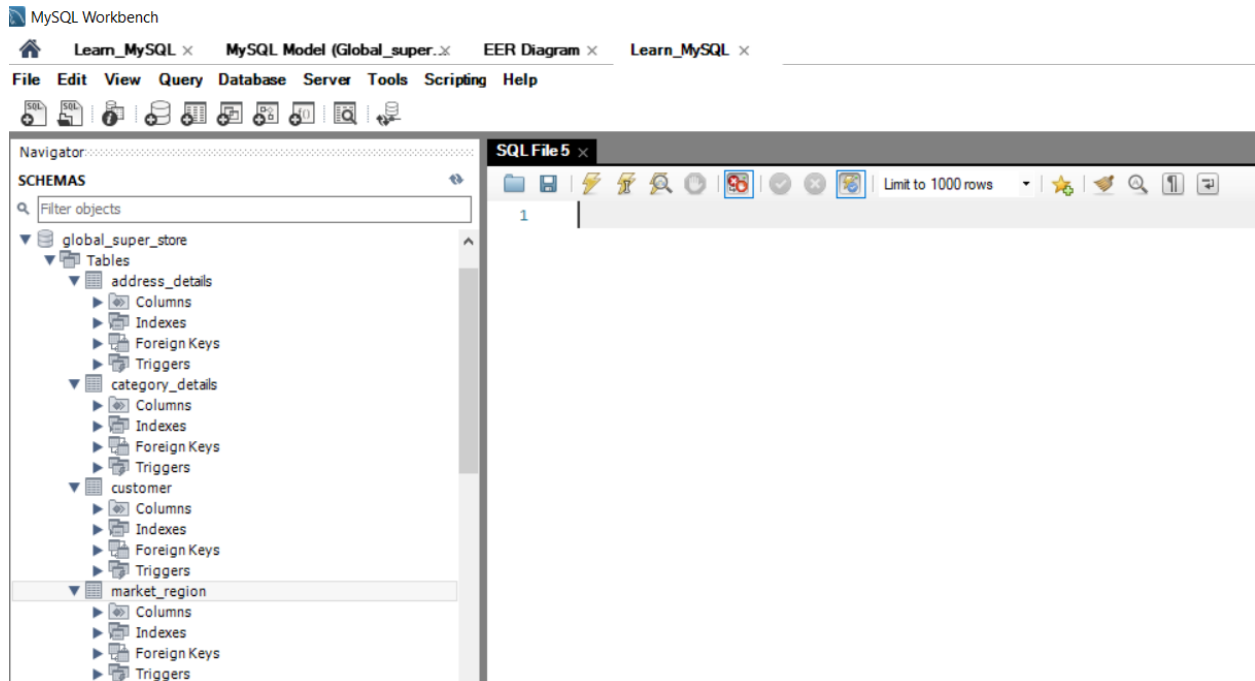 MySQL Workbench
Learn_MySQL MySQL Model (Global_super... EER Diagram Learn_MySQL
File Edit View Query Database Server Tools Scripting Help
Navigator
SCHEMAS
Filter objects
global_super_store
Tables
address_details
Columns
Indexes
Foreign Keys
Triggers
category_details
Columns
Indexes
Foreign Keys
Triggers
customer
Columns
Indexes
Foreign Keys
Triggers
market_region
Columns
Indexes
Foreign Keys
Triggers
SQL File 5
Limit to 1000 rows
1